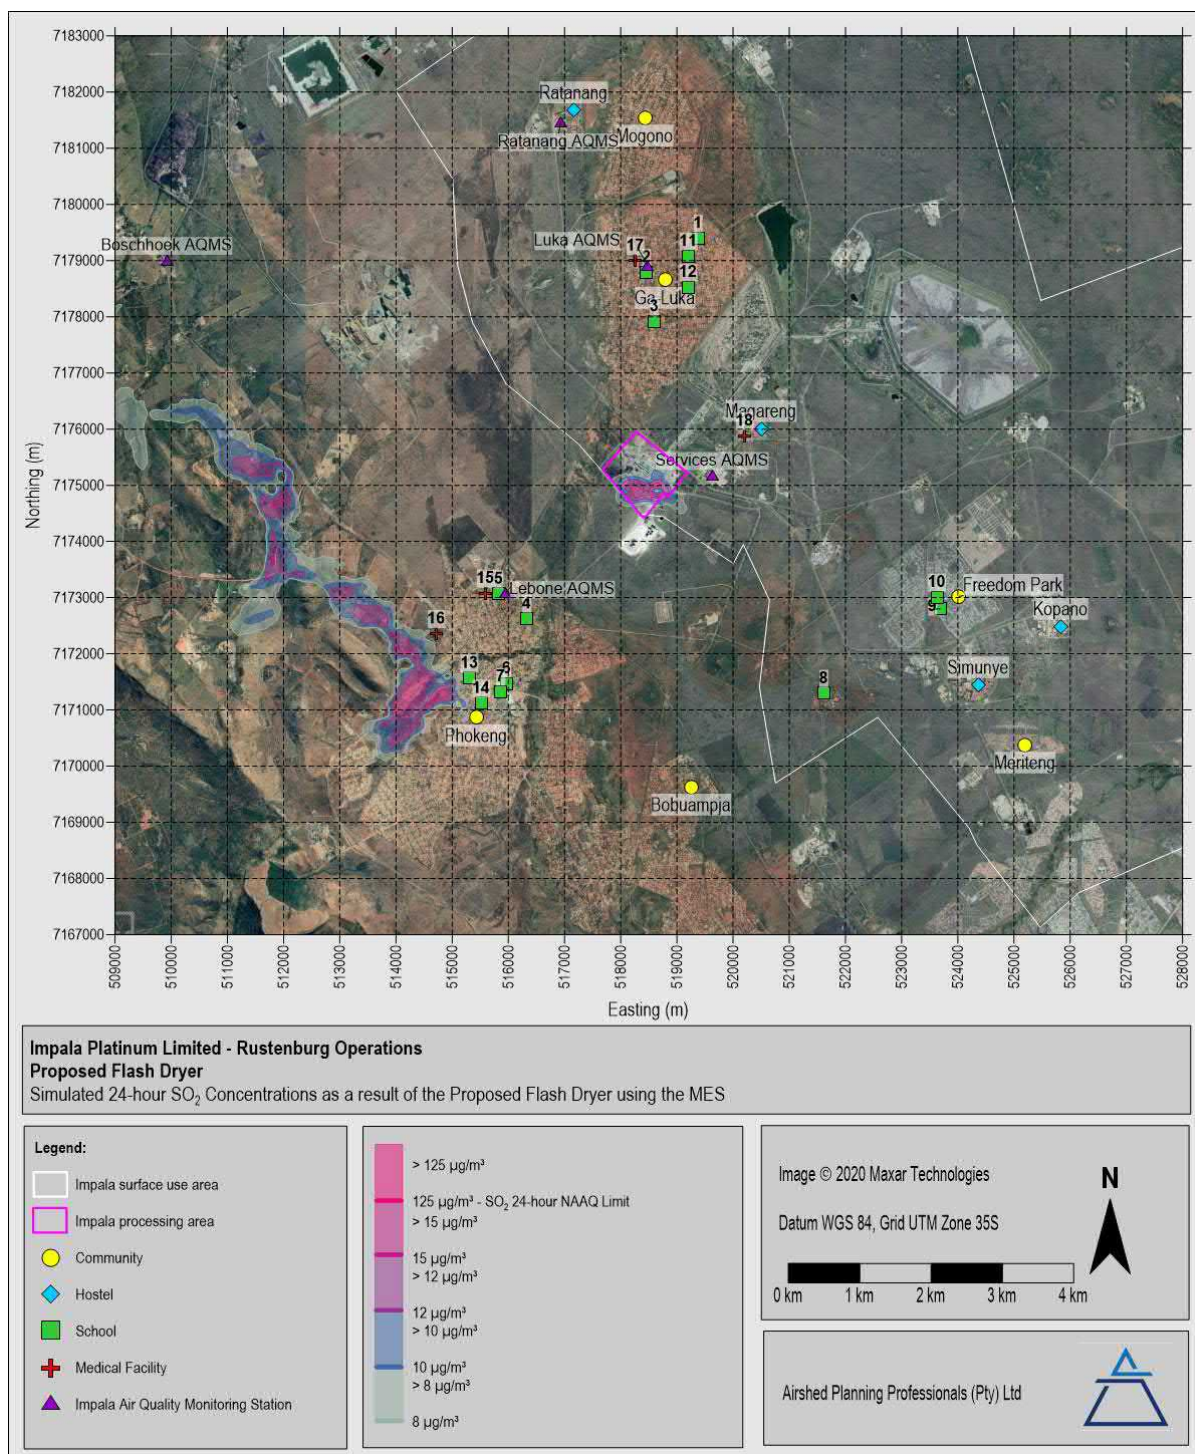 7183000
7182000
7181000
7180000
7179000
7178000
7177000
7176000
7175000
7174000
7173000
7172000
7171000
7170000
7169000
7168000
7167000
Northing (m)
Ratanang
Mogono
Ratanang AQMS
Boschhoek AQMS
Luka AQMS
17
2
1
11
12
Ga-Luka
3
Magareng
18
Services AQMS
155
Lebone AQMS
4
16
13
6
7
14
Phokeng
10
9
Freedom Park
Kopano
Simunye
8
Meriteng
Bobuampja
509000
510000
511000
512000
513000
514000
515000
516000
517000
518000
519000
520000
521000
522000
523000
524000
525000
526000
527000
528000
Easting (m)
Impala Platinum Limited - Rustenburg Operations
Proposed Flash Dryer
Simulated 24-hour SO₂ Concentrations as a result of the Proposed Flash Dryer using the MES
Legend:
Impala surface use area
Impala processing area
Community
Hostel
School
Medical Facility
Impala Air Quality Monitoring Station
> 125 µg/m³
125 µg/m³ - SO₂ 24-hour NAAQ Limit
> 15 µg/m³
15 µg/m³
> 12 µg/m³
12 µg/m³
> 10 µg/m³
10 µg/m³
> 8 µg/m³
8 µg/m³
Image © 2020 Maxar Technologies
Datum WGS 84, Grid UTM Zone 35S
N
0 km 1 km 2 km 3 km 4 km
Airshed Planning Professionals (Pty) Ltd